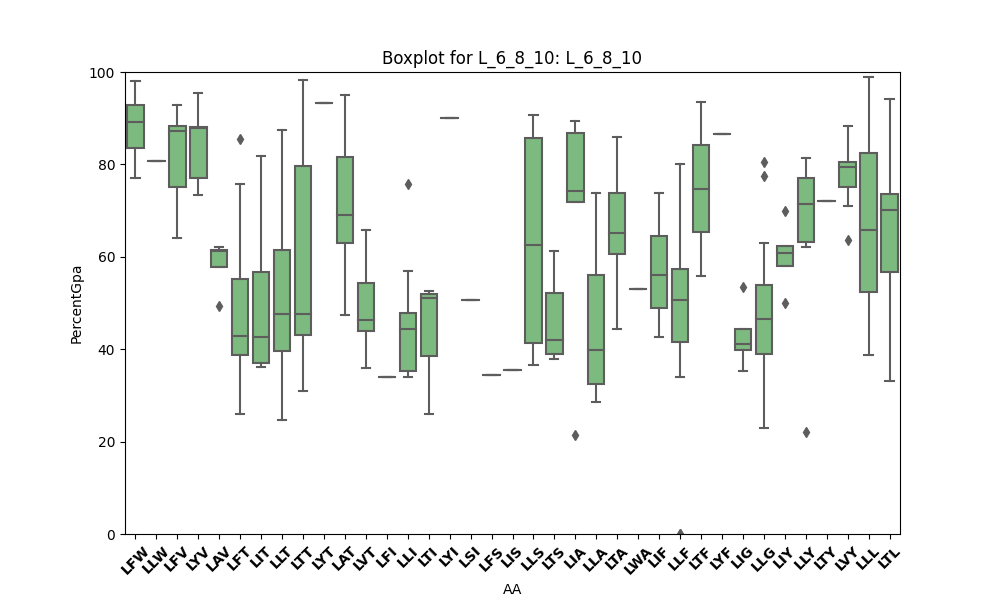 Boxplot for L_6_8_10: L_6_8_10
100
80
60
40
20
0
PercentGpa
LFW LLW LFV LYV LAV LFT LIT LLT LTT LYT LAT LVT LFI LLI LTI LYI LSI LFS LIS LLS LTS LIA LLA LTA LWA LIF LLF LTF LYF LIG LLG LIY LLY LTY LVY LLL LTL
AA